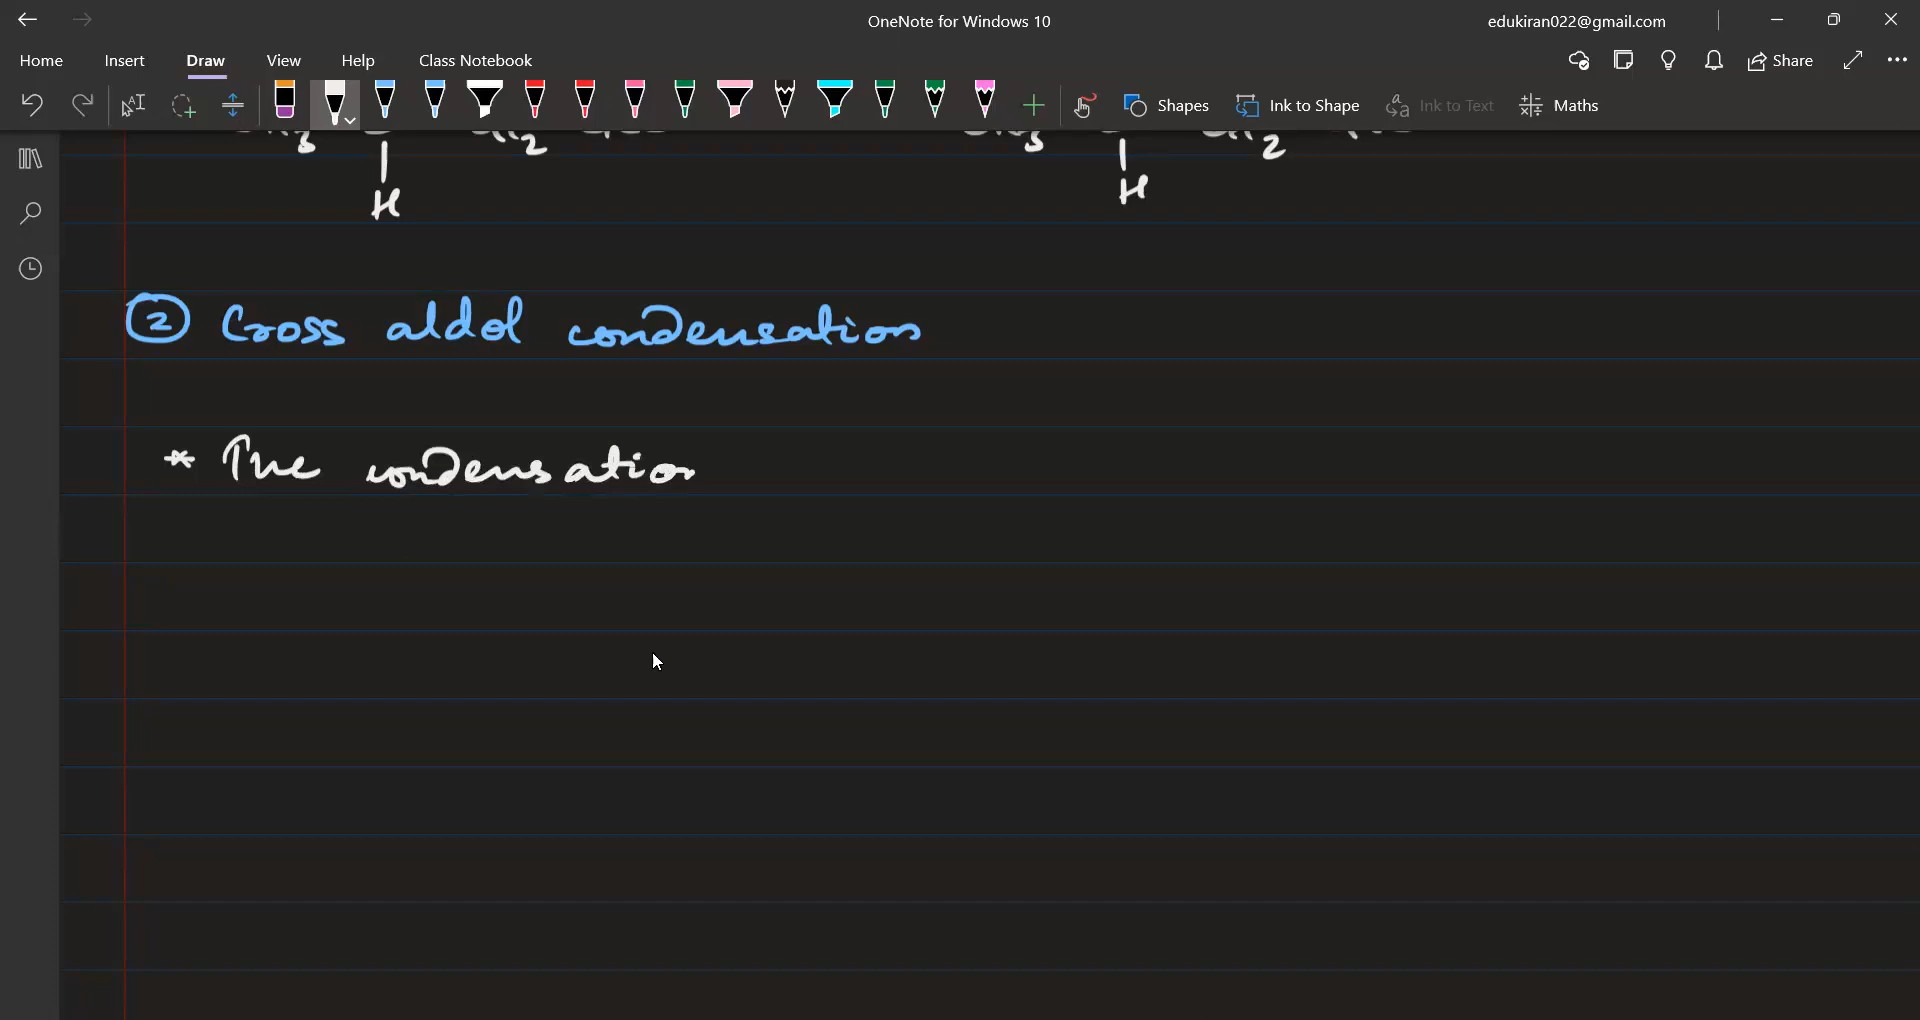 OneNote for Windows 10
edukiran022@gmail.com
Home Insert Draw View Help Class Notebook
Share
Shapes Ink to Shape Ink to Text Maths
H H
② Cross aldol condensation
* The condensation